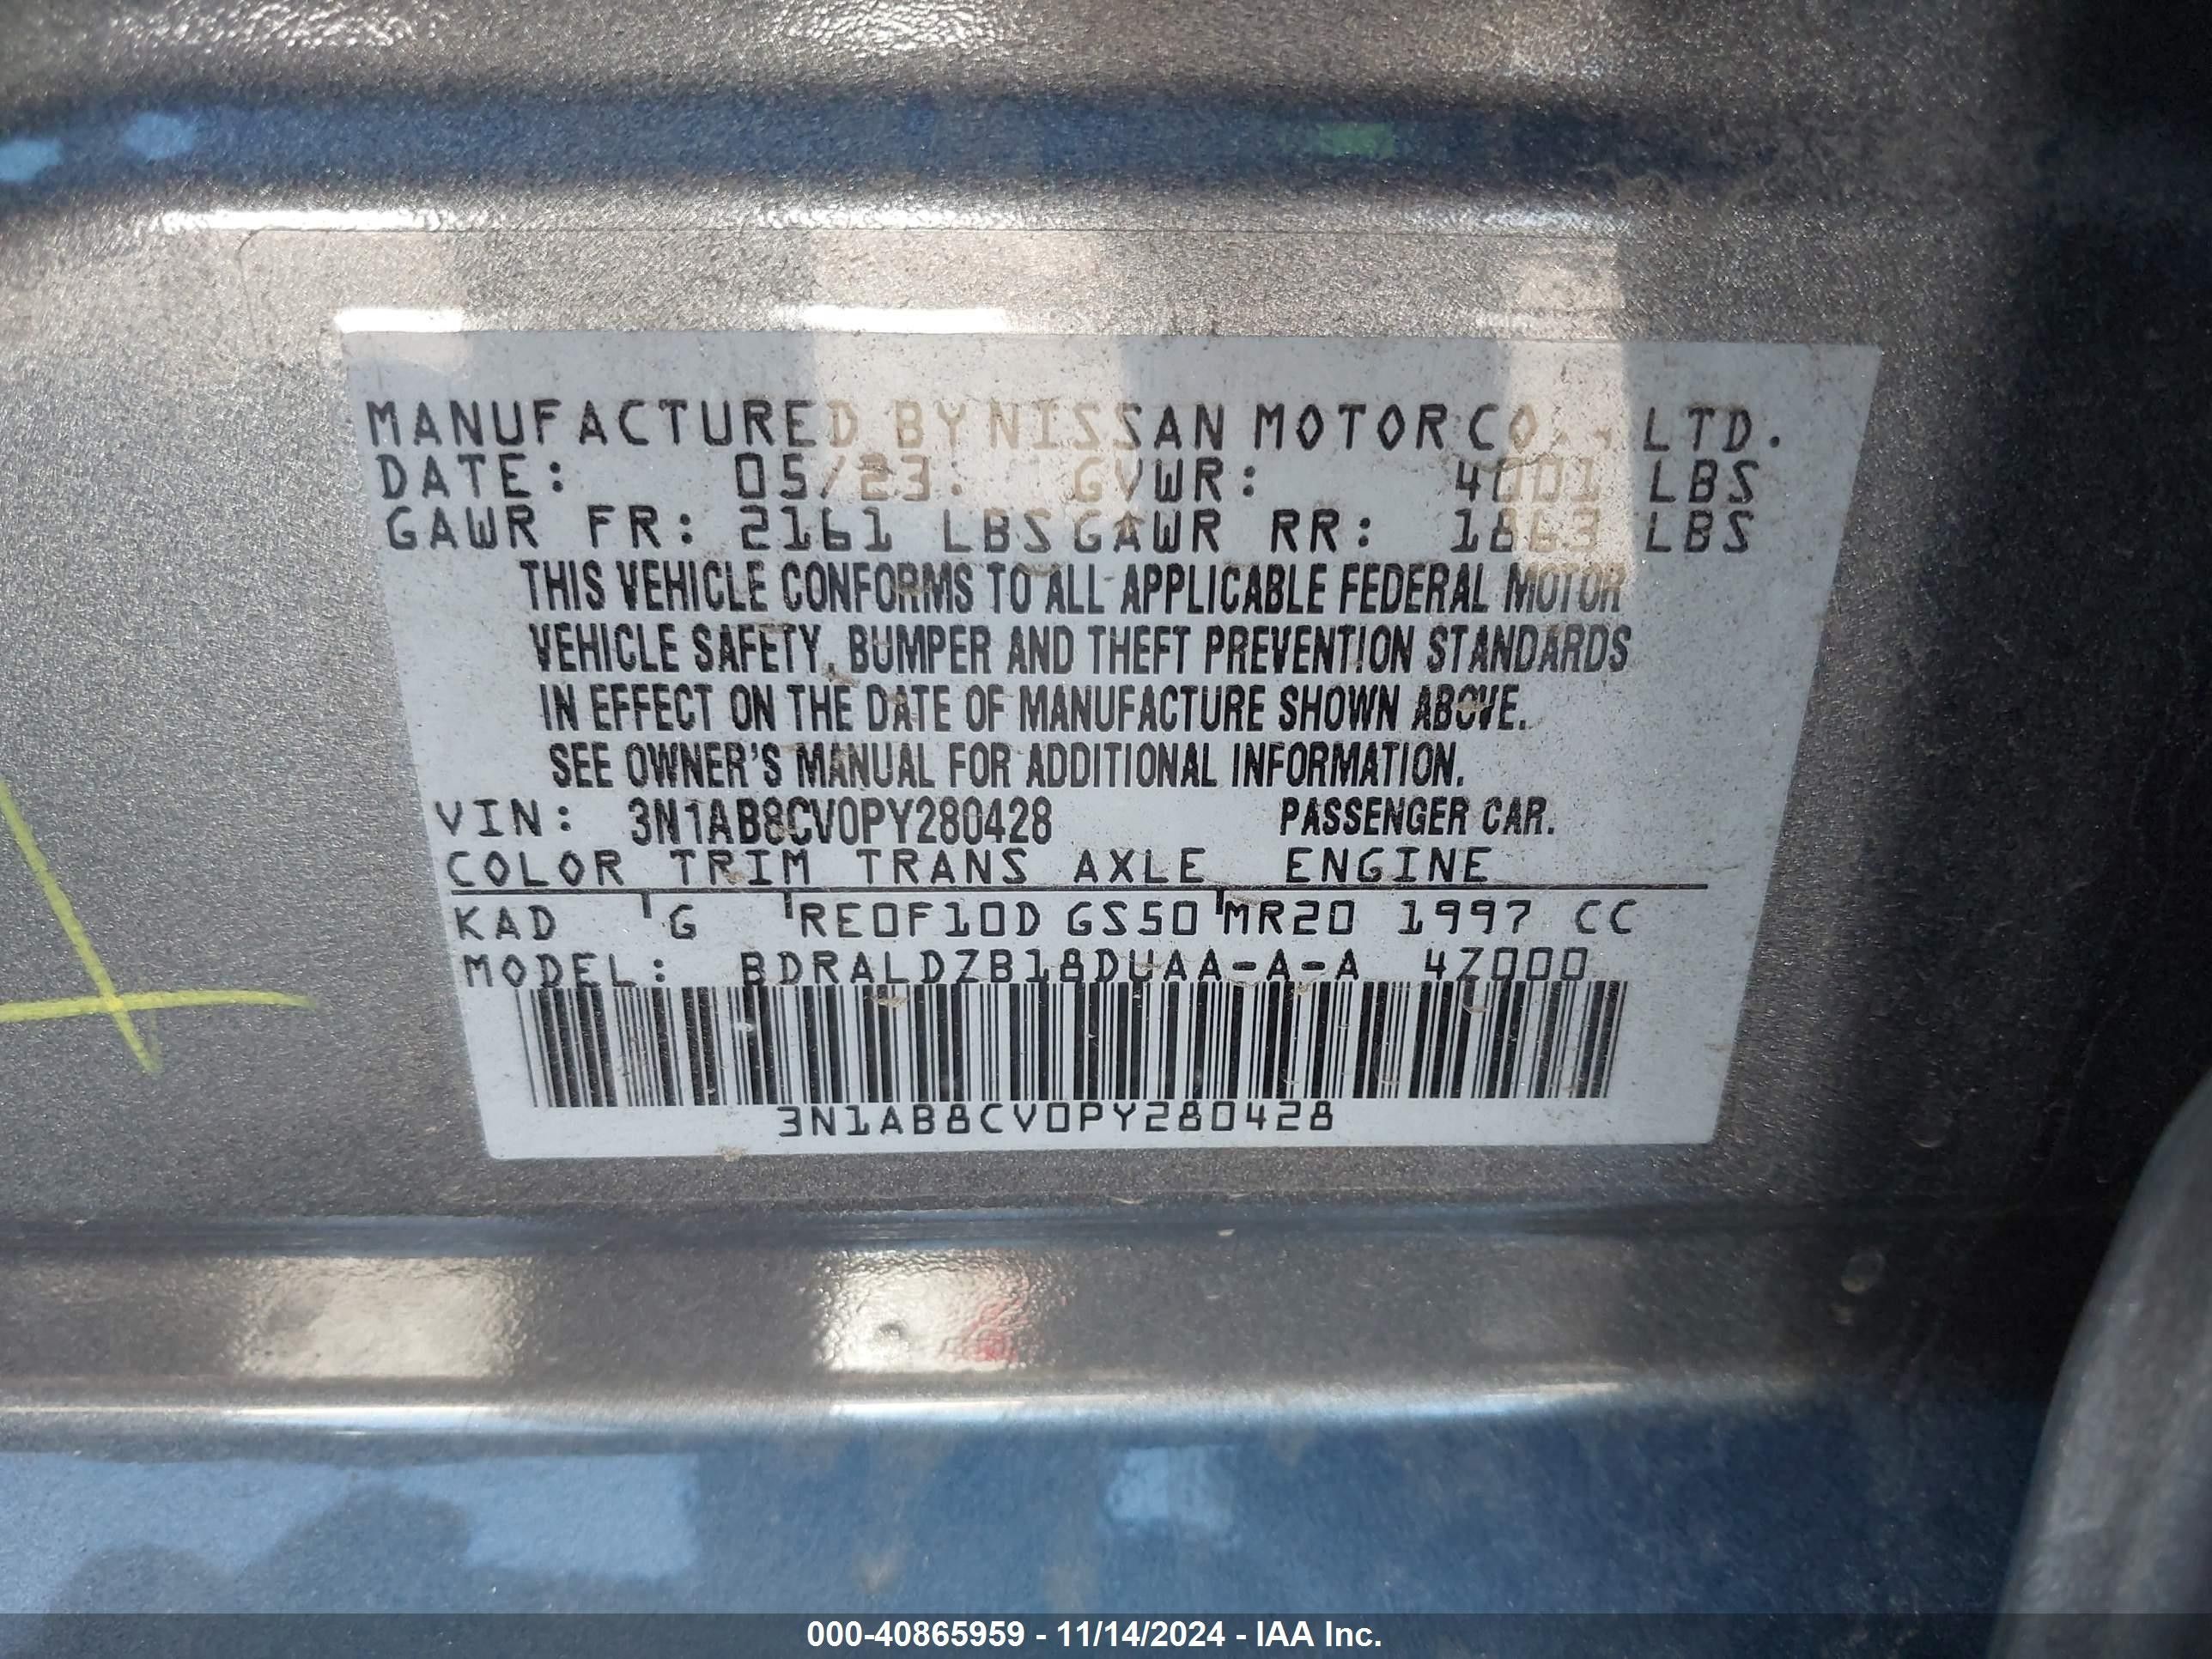 MANUFACTURED BY NISSAN MOTOR CO., LTD.
DATE: 05/23. GVWR: 4001 LBS
GAWR FR: 2161 LBS GAWR RR: 1863 LBS
THIS VEHICLE CONFORMS TO ALL APPLICABLE FEDERAL MOTOR
VEHICLE SAFETY, BUMPER AND THEFT PREVENTION STANDARDS
IN EFFECT ON THE DATE OF MANUFACTURE SHOWN ABOVE.
SEE OWNER'S MANUAL FOR ADDITIONAL INFORMATION.
VIN: 3N1AB8CV0PY280428 PASSENGER CAR.
COLOR TRIM TRANS AXLE ENGINE
KAD G RE0F10D GS50 MR20 1997 CC
MODEL: BDRALDZB18DUAA-A-A 4Z000
3N1AB8CV0PY280428
000-40865959 - 11/14/2024 - IAA Inc.